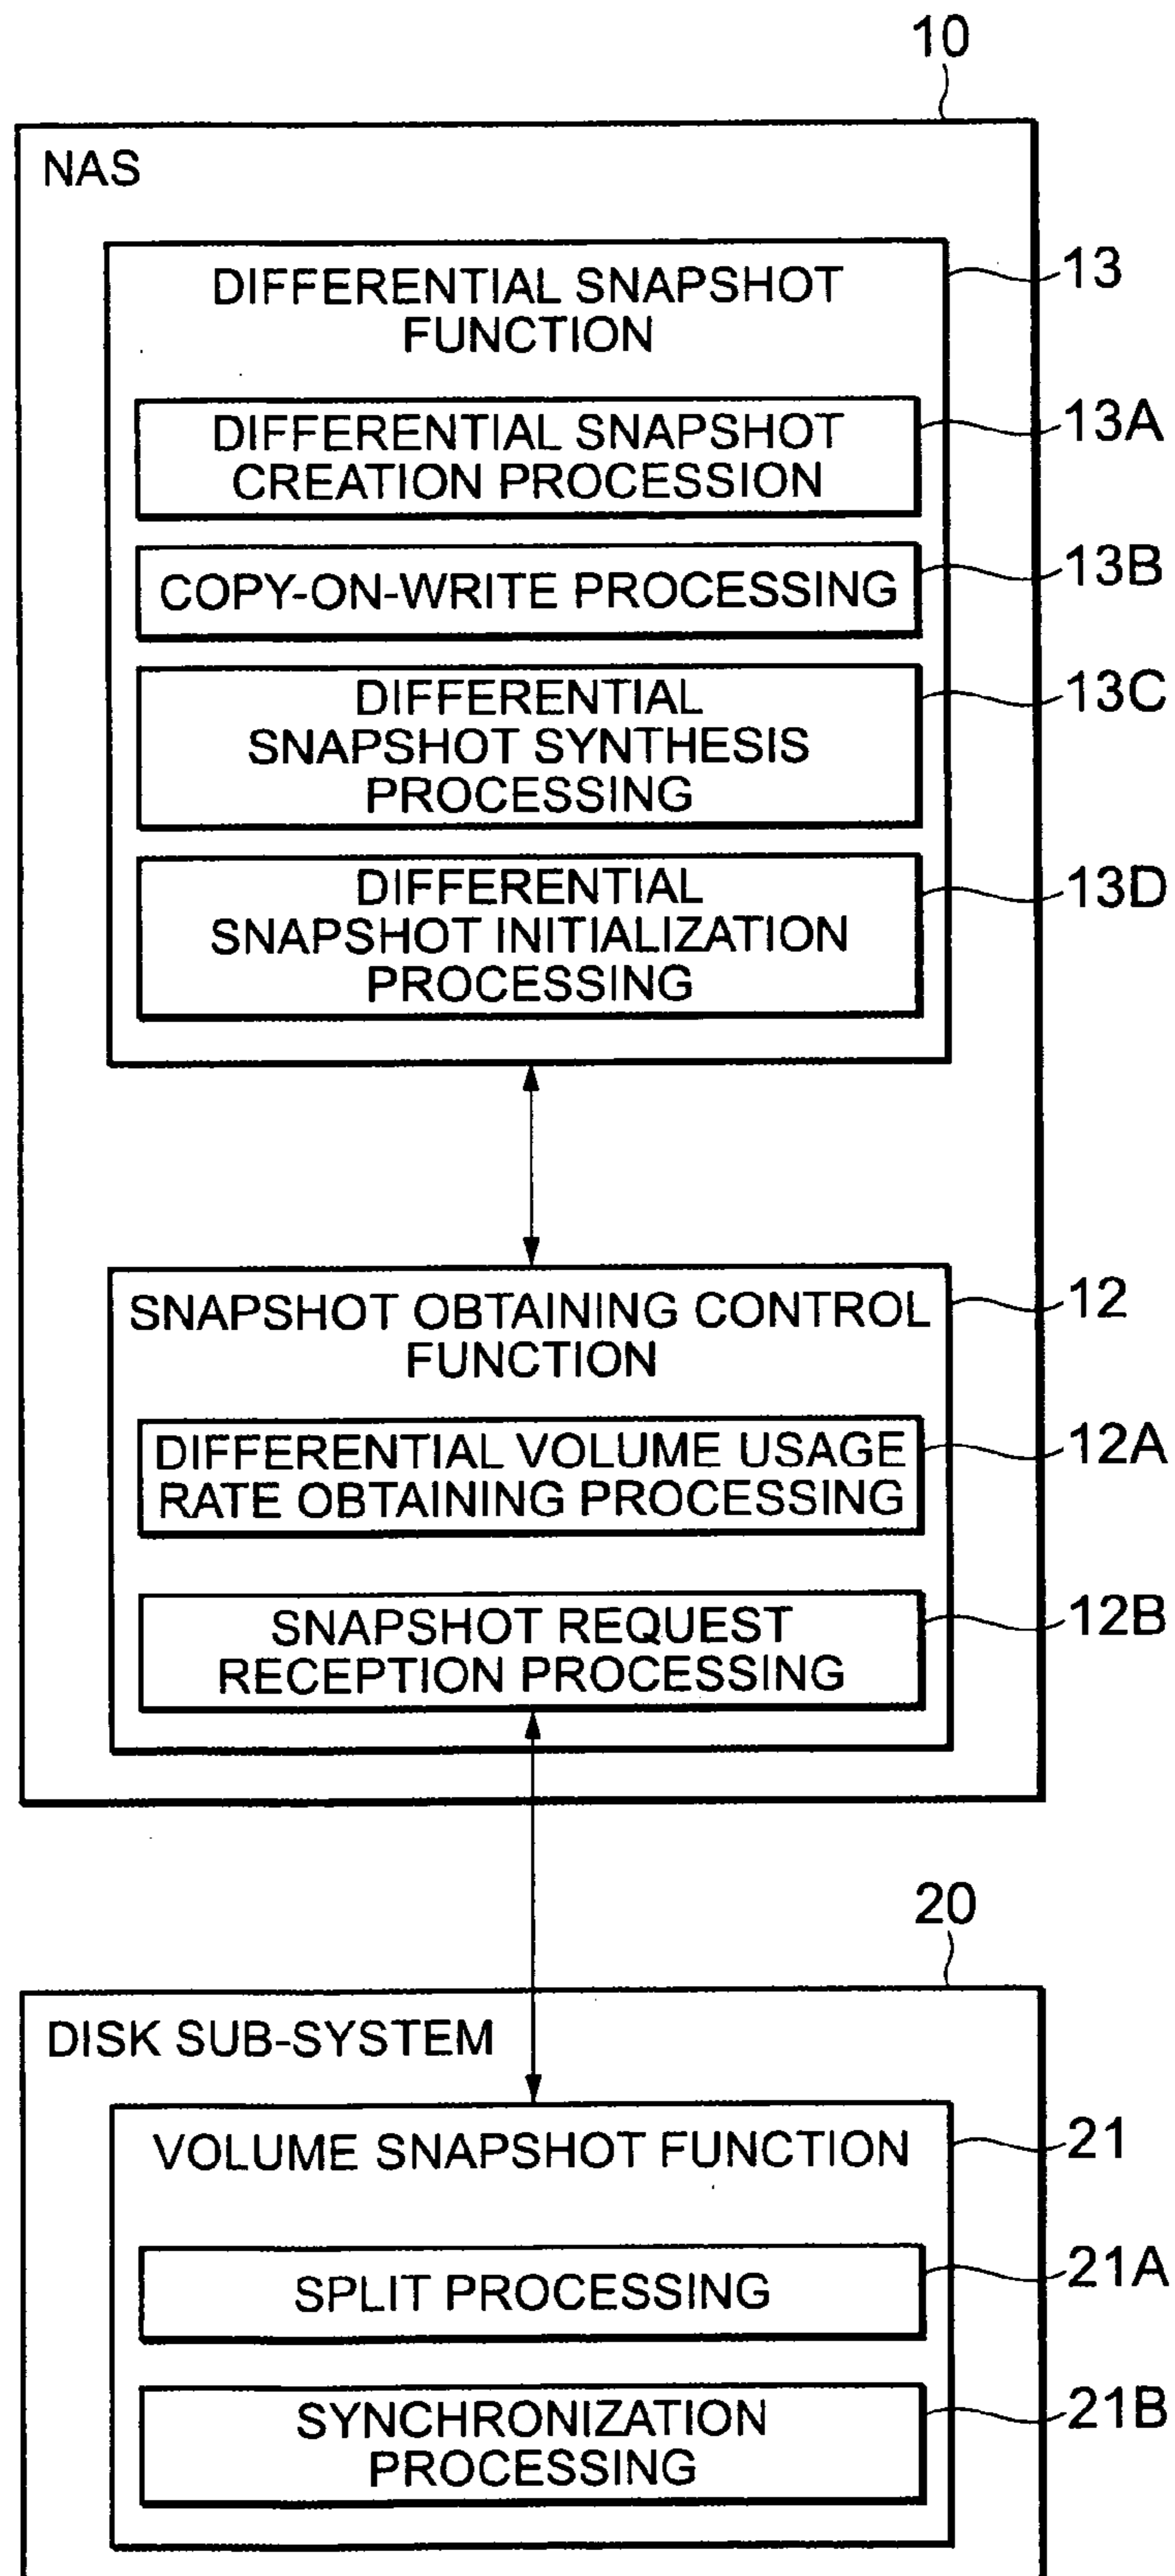 10
NAS
DIFFERENTIAL SNAPSHOT
FUNCTION
13
DIFFERENTIAL SNAPSHOT
CREATION PROCESSION
13A
COPY-ON-WRITE PROCESSING
13B
DIFFERENTIAL
SNAPSHOT SYNTHESIS
PROCESSING
13C
DIFFERENTIAL
SNAPSHOT INITIALIZATION
PROCESSING
13D
SNAPSHOT OBTAINING CONTROL
FUNCTION
12
DIFFERENTIAL VOLUME USAGE
RATE OBTAINING PROCESSING
12A
SNAPSHOT REQUEST
RECEPTION PROCESSING
12B
20
DISK SUB-SYSTEM
VOLUME SNAPSHOT FUNCTION
21
SPLIT PROCESSING
21A
SYNCHRONIZATION
PROCESSING
21B